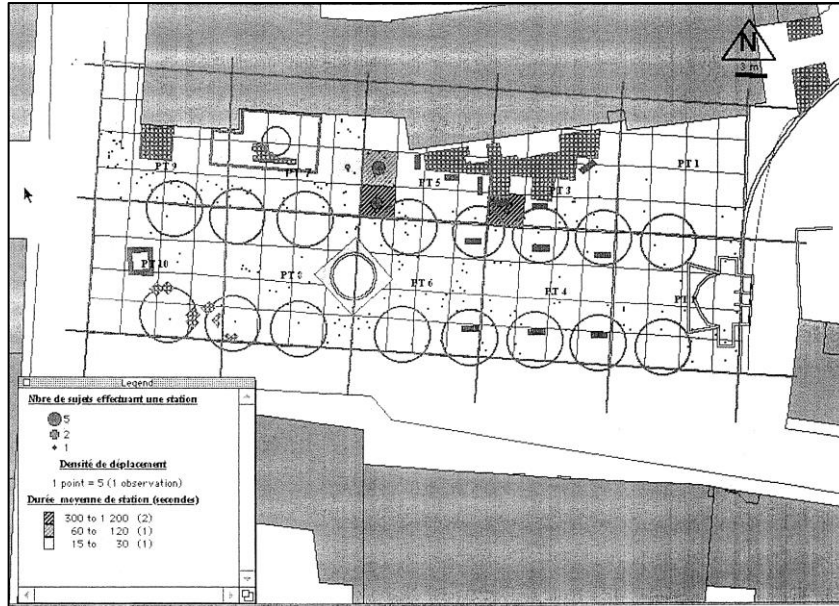 N
3 m
PT 9
PT 7
PT 5
PT 3
PT 1
PT 10
PT 8
PT 6
PT 4
PT
Legend
Nbre de sujets effectuant une station
5
2
1
Densité de déplacement
1 point = 5 (1 observation)
Durée moyenne de station (secondes)
300 to 1 200 (2)
60 to 120 (1)
15 to 30 (1)